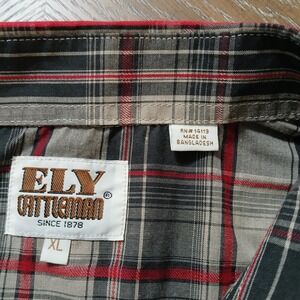 ELY
CATTLEMAN®
SINCE 1878
XL
RN# 14113
MADE IN
BANGLADESH